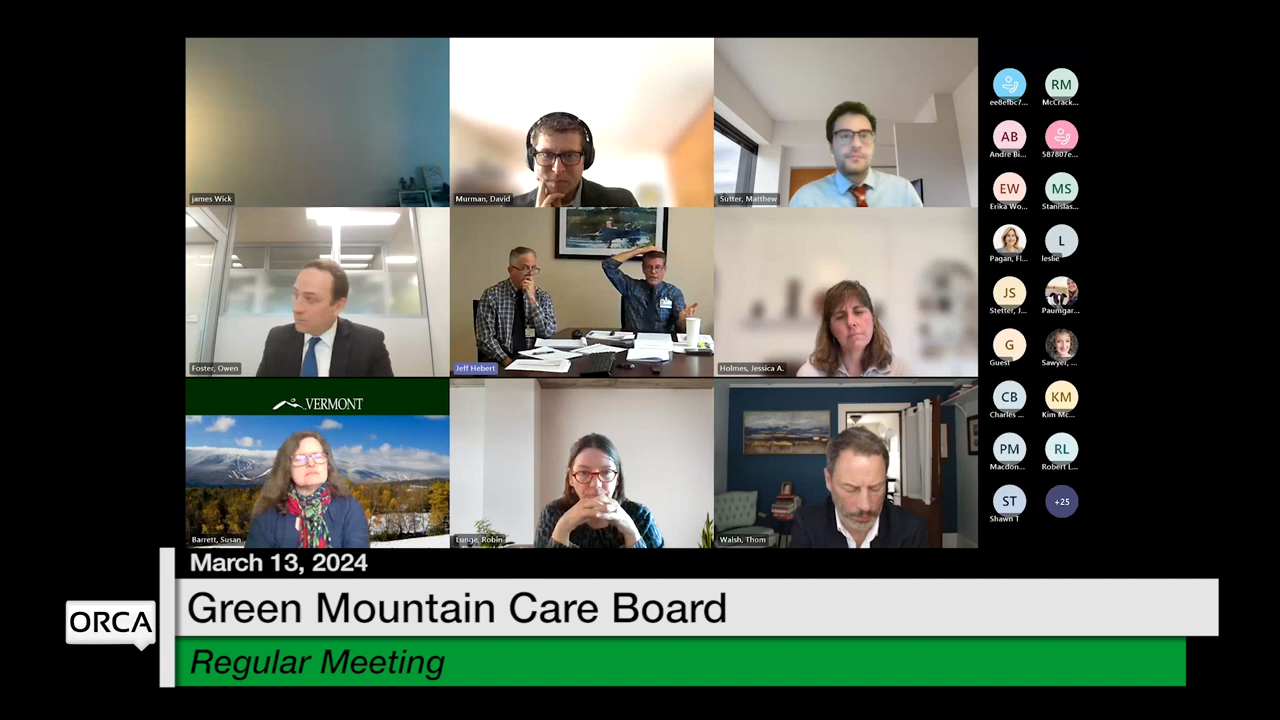 ee8efbc7...
RM
McCrack...
james Wick
Murman, David
Sutter, Matthew
AB
Andre Bi...
587807e...
EW
Erika Wo...
MS
Stanislas...
Pagan, Fl...
L
leslie
Foster, Owen
Jeff Hebert
Holmes, Jessica A.
JS
Stetter, J...
Paumgar...
G
Guest
Sawyer, ...
VERMONT
CB
Charles ...
KM
Kim Mc...
PM
Macdon...
RL
Robert L...
ST
Shawn T
+25
Barrett, Susan
Lunge, Robin
Walsh, Thom
March 13, 2024
ORCA
Green Mountain Care Board
Regular Meeting